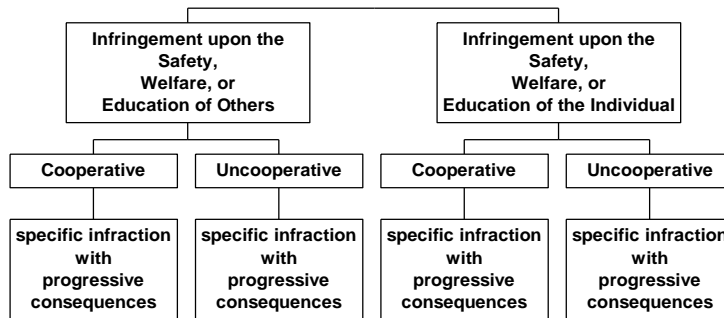 Infringement upon the
Safety,
Welfare, or
Education of Others
Infringement upon the
Safety,
Welfare, or
Education of the Individual
Cooperative
Uncooperative
Cooperative
Uncooperative
specific infraction
with
progressive
consequences
specific infraction
with
progressive
consequences
specific infraction
with
progressive
consequences
specific infraction
with
progressive
consequences